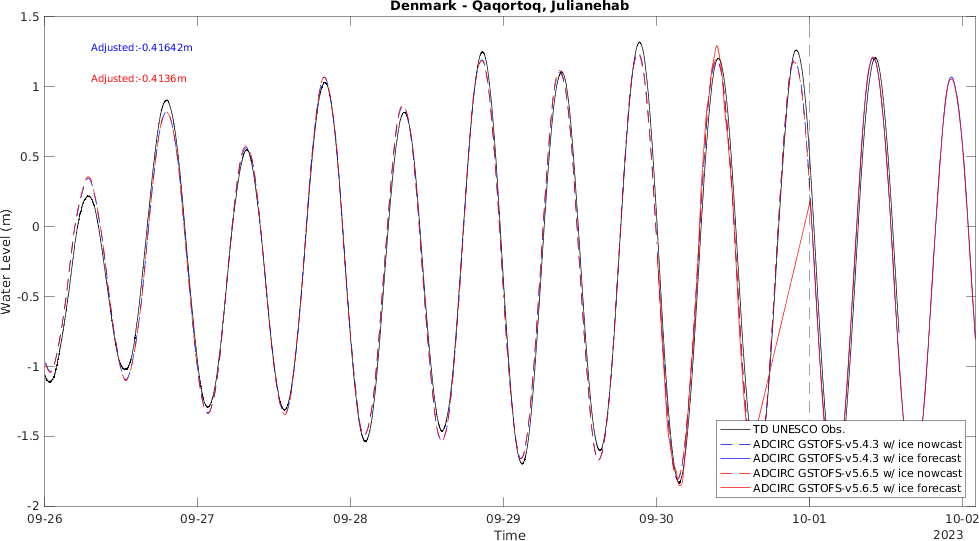 Denmark - Qaqortoq, Julianehab
Adjusted:-0.41642m
Adjusted:-0.4136m
Water Level (m)
1.5
1
0.5
0
-0.5
-1
-1.5
-2
TD UNESCO Obs.
ADCIRC GSTOFS-v5.4.3 w/ ice nowcast
ADCIRC GSTOFS-v5.4.3 w/ ice forecast
ADCIRC GSTOFS-v5.6.5 w/ ice nowcast
ADCIRC GSTOFS-v5.6.5 w/ ice forecast
09-26 09-27 09-28 09-29 09-30 10-01 10-02
Time
2023